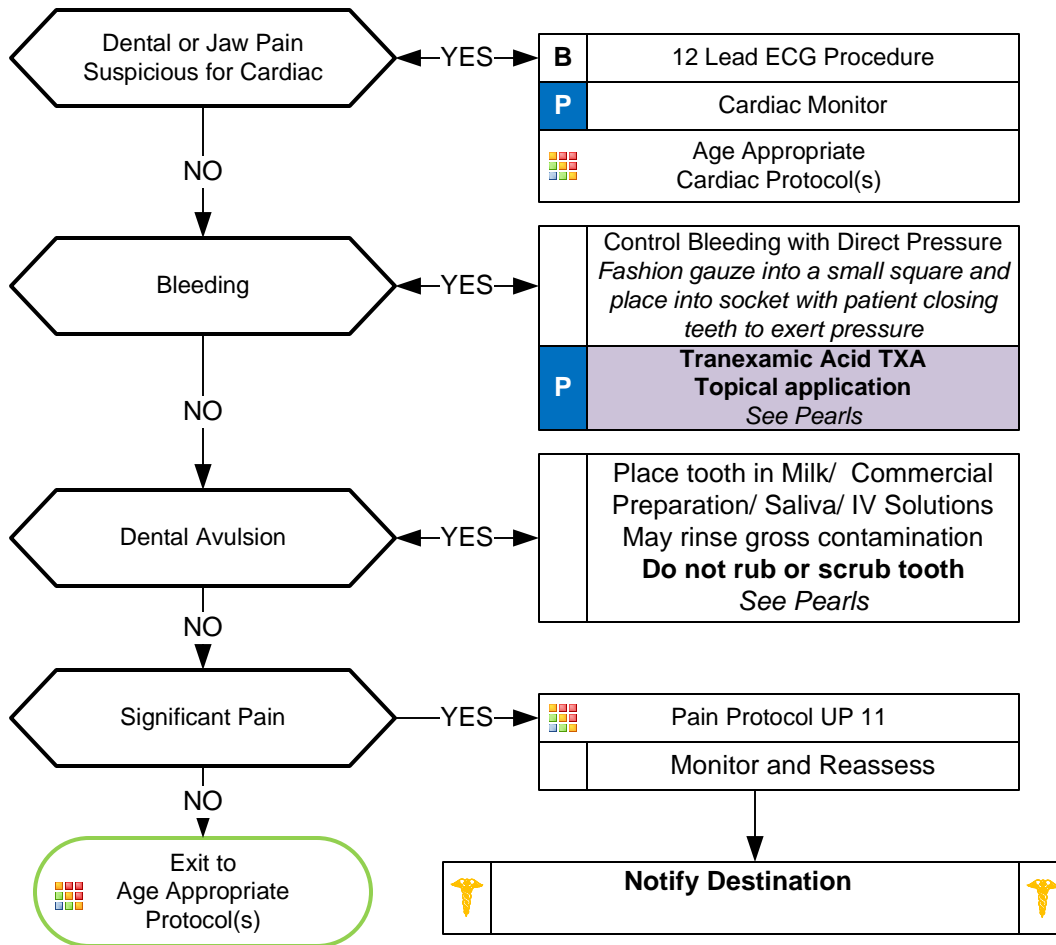 Dental or Jaw Pain
Suspicious for Cardiac
YES
B
12 Lead ECG Procedure
P
Cardiac Monitor
Age Appropriate
Cardiac Protocol(s)
NO
Bleeding
YES
Control Bleeding with Direct Pressure
Fashion gauze into a small square and
place into socket with patient closing
teeth to exert pressure
P
Tranexamic Acid TXA
Topical application
See Pearls
NO
Dental Avulsion
YES
Place tooth in Milk/ Commercial
Preparation/ Saliva/ IV Solutions
May rinse gross contamination
Do not rub or scrub tooth
See Pearls
NO
Significant Pain
YES
Pain Protocol UP 11
Monitor and Reassess
NO
Exit to
Age Appropriate
Protocol(s)
Notify Destination